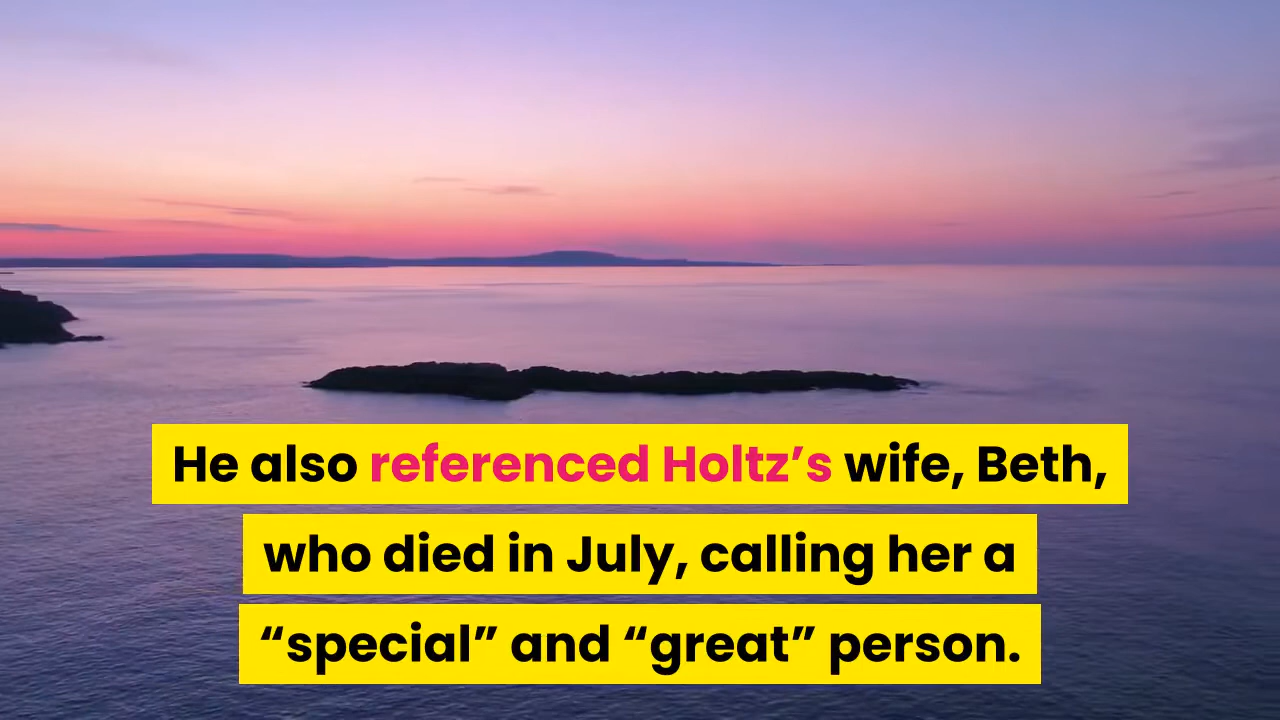 He also referenced Holtz’s wife, Beth,
who died in July, calling her a
“special” and “great” person.